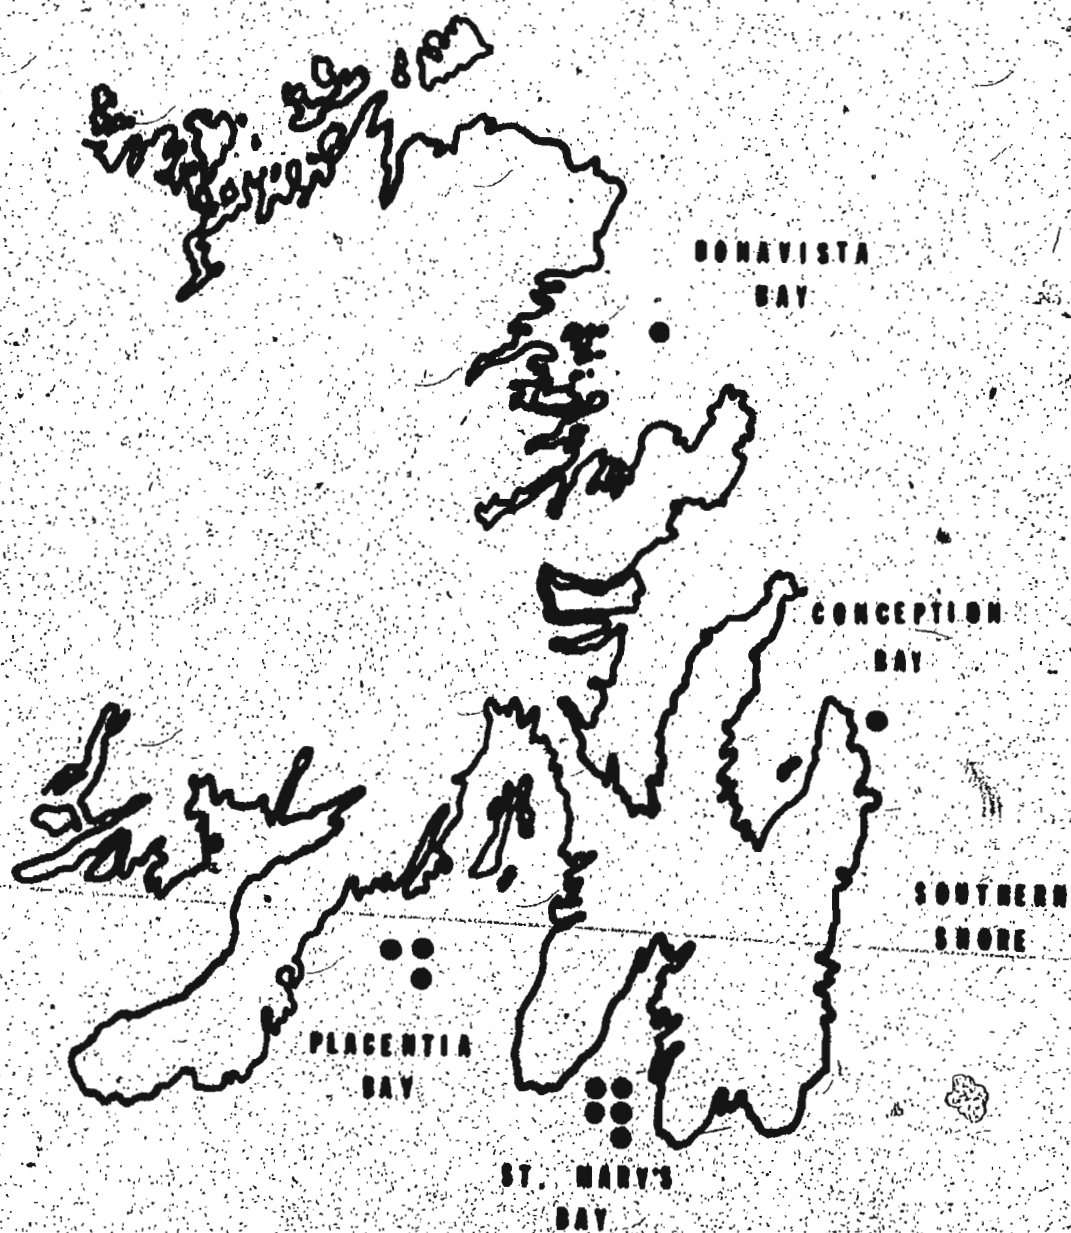 BONAVISTA
BAY
CONCEPTION
BAY
SOUTHERN
SHORE
PLACENTIA
BAY
ST. MARY'S
BAY